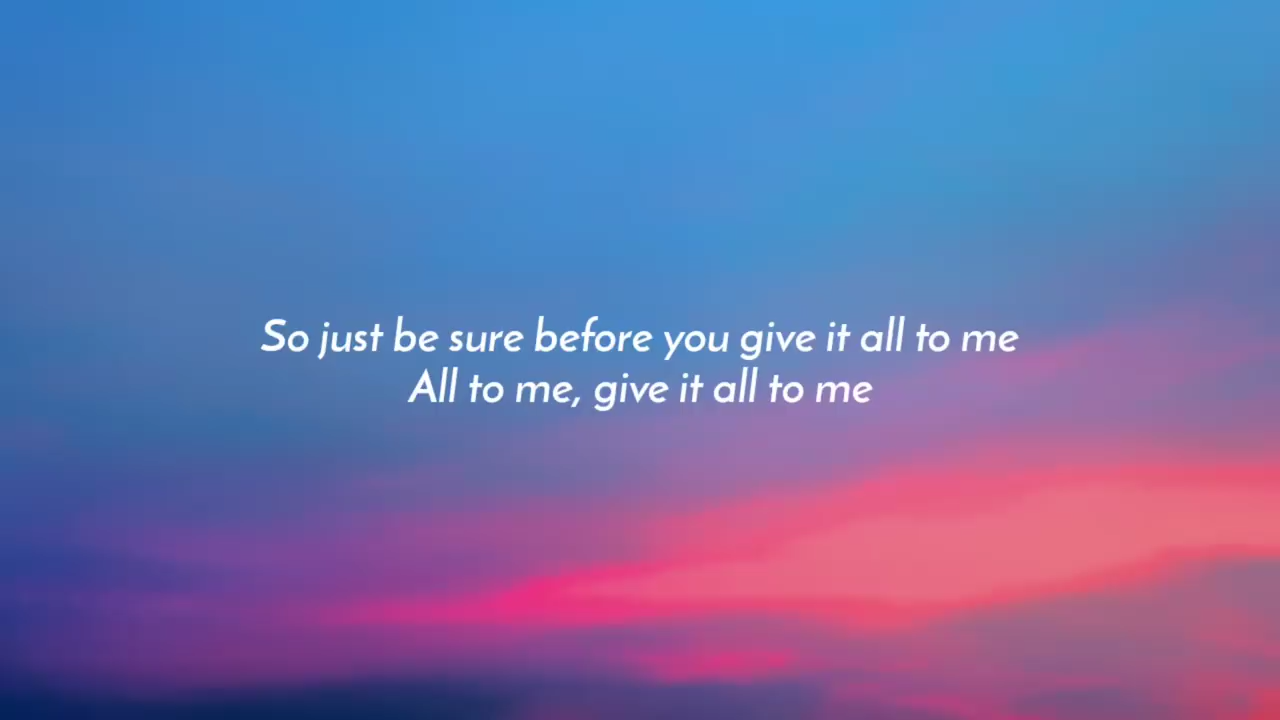 So just be sure before you give it all to me
All to me, give it all to me